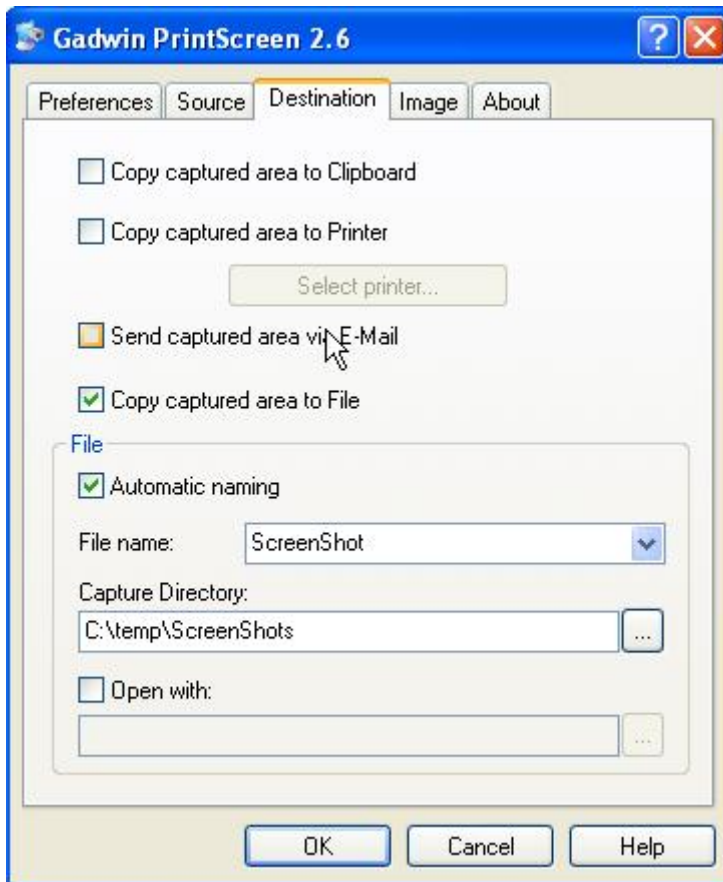 Gadwin PrintScreen 2.6
Preferences Source Destination Image About
Copy captured area to Clipboard
Copy captured area to Printer
Select printer...
Send captured area via E-Mail
Copy captured area to File
File
Automatic naming
File name: ScreenShot
Capture Directory:
C:\temp\ScreenShots
...
Open with:
...
OK Cancel Help